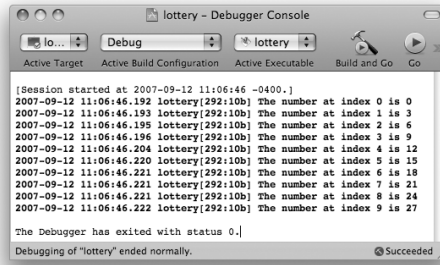 lottery – Debugger Console
lo...
Debug
lottery
Active Target
Active Build Configuration
Active Executable
Build and Go
Go
[Session started at 2007-09-12 11:06:46 -0400.]
2007-09-12 11:06:46.192 lottery[292:10b] The number at index 0 is 0
2007-09-12 11:06:46.193 lottery[292:10b] The number at index 1 is 3
2007-09-12 11:06:46.195 lottery[292:10b] The number at index 2 is 6
2007-09-12 11:06:46.196 lottery[292:10b] The number at index 3 is 9
2007-09-12 11:06:46.204 lottery[292:10b] The number at index 4 is 12
2007-09-12 11:06:46.220 lottery[292:10b] The number at index 5 is 15
2007-09-12 11:06:46.221 lottery[292:10b] The number at index 6 is 18
2007-09-12 11:06:46.221 lottery[292:10b] The number at index 7 is 21
2007-09-12 11:06:46.221 lottery[292:10b] The number at index 8 is 24
2007-09-12 11:06:46.222 lottery[292:10b] The number at index 9 is 27
The Debugger has exited with status 0.
Debugging of "lottery" ended normally.
Succeeded